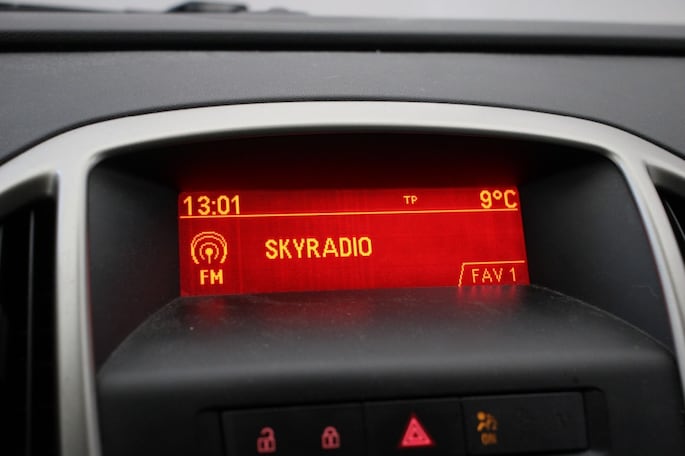 13:01 TP 9°C
SKYRADIO
FM FAV 1
ON